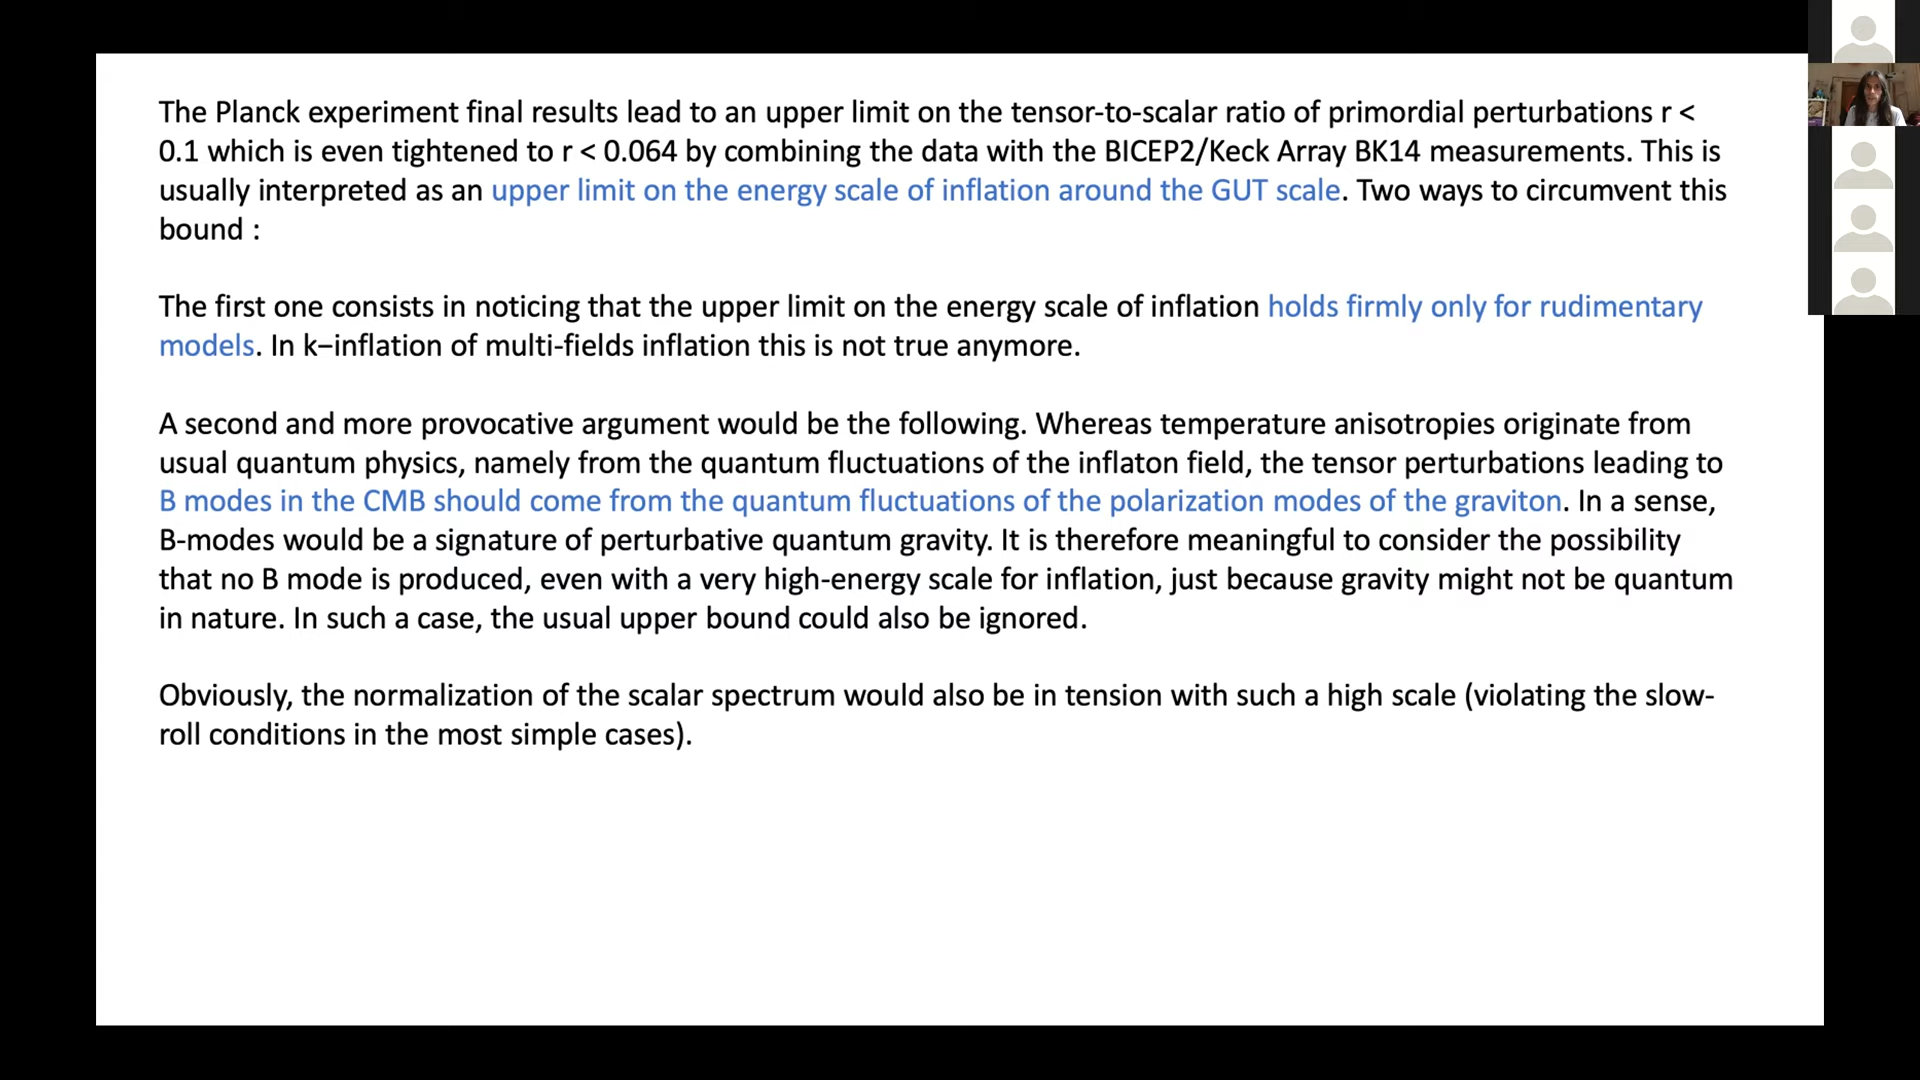 The Planck experiment final results lead to an upper limit on the tensor-to-scalar ratio of primordial perturbations r <
0.1 which is even tightened to r < 0.064 by combining the data with the BICEP2/Keck Array BK14 measurements. This is
usually interpreted as an upper limit on the energy scale of inflation around the GUT scale. Two ways to circumvent this
bound :
The first one consists in noticing that the upper limit on the energy scale of inflation holds firmly only for rudimentary
models. In k−inflation of multi-fields inflation this is not true anymore.
A second and more provocative argument would be the following. Whereas temperature anisotropies originate from
usual quantum physics, namely from the quantum fluctuations of the inflaton field, the tensor perturbations leading to
B modes in the CMB should come from the quantum fluctuations of the polarization modes of the graviton. In a sense,
B-modes would be a signature of perturbative quantum gravity. It is therefore meaningful to consider the possibility
that no B mode is produced, even with a very high-energy scale for inflation, just because gravity might not be quantum
in nature. In such a case, the usual upper bound could also be ignored.
Obviously, the normalization of the scalar spectrum would also be in tension with such a high scale (violating the slow-
roll conditions in the most simple cases).